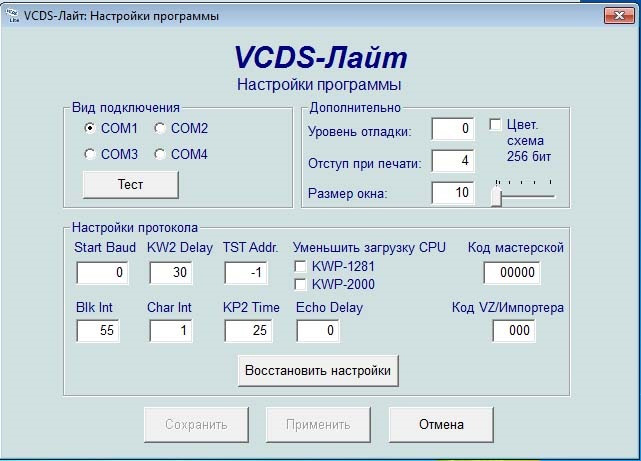 VCDS-Лайт: Настройки программы
VCDS-Лайт
Настройки программы
Вид подключения
COM1 COM2
COM3 COM4
Тест
Дополнительно
Уровень отладки: 0
Отступ при печати: 4
Размер окна: 10
Цвет.
схема
256 бит
Настройки протокола
Start Baud KW2 Delay TST Addr. Уменьшить загрузку CPU Код мастерской
0 30 -1 KWP-1281 00000
KWP-2000
Blk Int Char Int KP2 Time Echo Delay Код VZ/Импортера
55 1 25 0 000
Восстановить настройки
Сохранить Применить Отмена